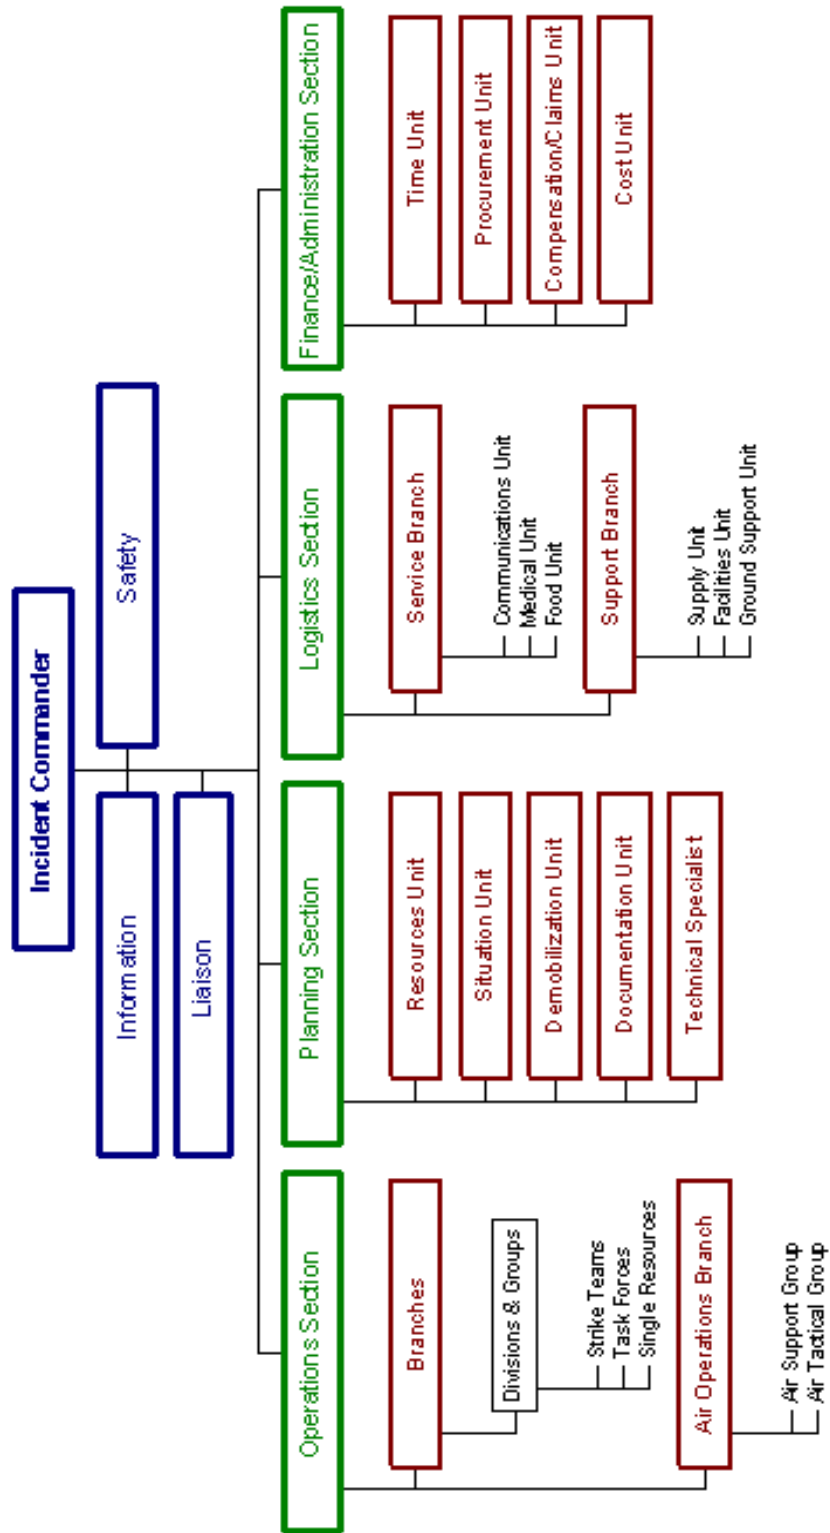 Incident Commander
Information
Safety
Liaison
Operations Section
Branches
Divisions & Groups
Strike Teams
Task Forces
Single Resources
Air Operations Branch
Air Support Group
Air Tactical Group
Planning Section
Resources Unit
Situation Unit
Demobilization Unit
Documentation Unit
Technical Specialist
Logistics Section
Service Branch
Communications Unit
Medical Unit
Food Unit
Support Branch
Supply Unit
Facilities Unit
Ground Support Unit
Finance/Administration Section
Time Unit
Procurement Unit
Compensation/Claims Unit
Cost Unit